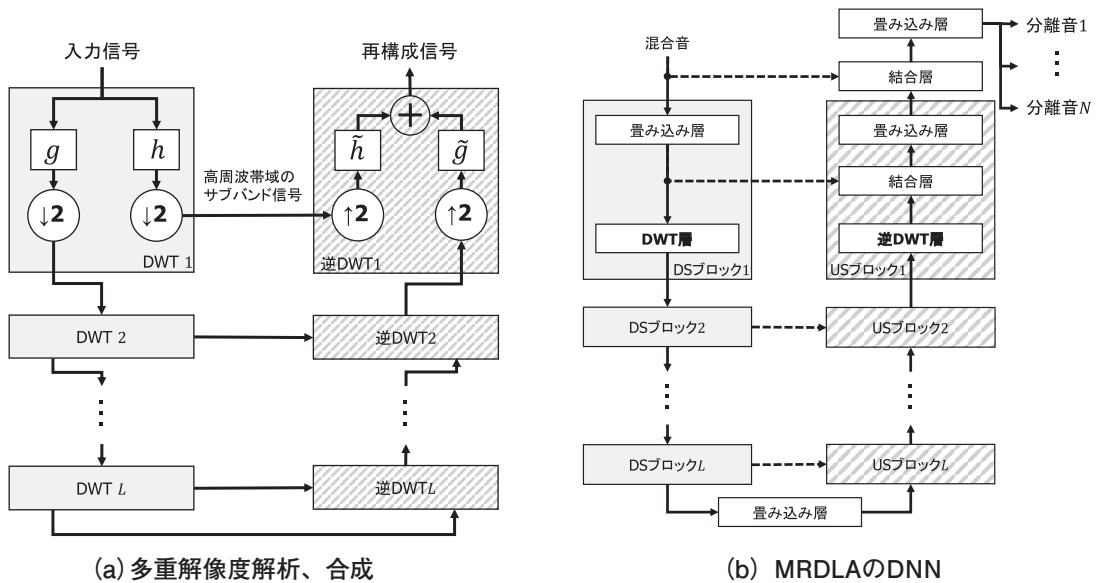 入力信号
再構成信号
g
h
↓2
↓2
DWT 1
高周波帯域の
サブバンド信号
+
h̃
g̃
↑2
↑2
逆DWT1
DWT 2
逆DWT2
⋮
⋮
DWT L
逆DWTL
(a) 多重解像度解析、合成
混合音
畳み込み層
DWT層
DSブロック1
畳み込み層
結合層
畳み込み層
結合層
逆DWT層
USブロック1
分離音1
⋮
分離音N
DSブロック2
USブロック2
⋮
⋮
DSブロックL
USブロックL
畳み込み層
(b) MRDLAのDNN